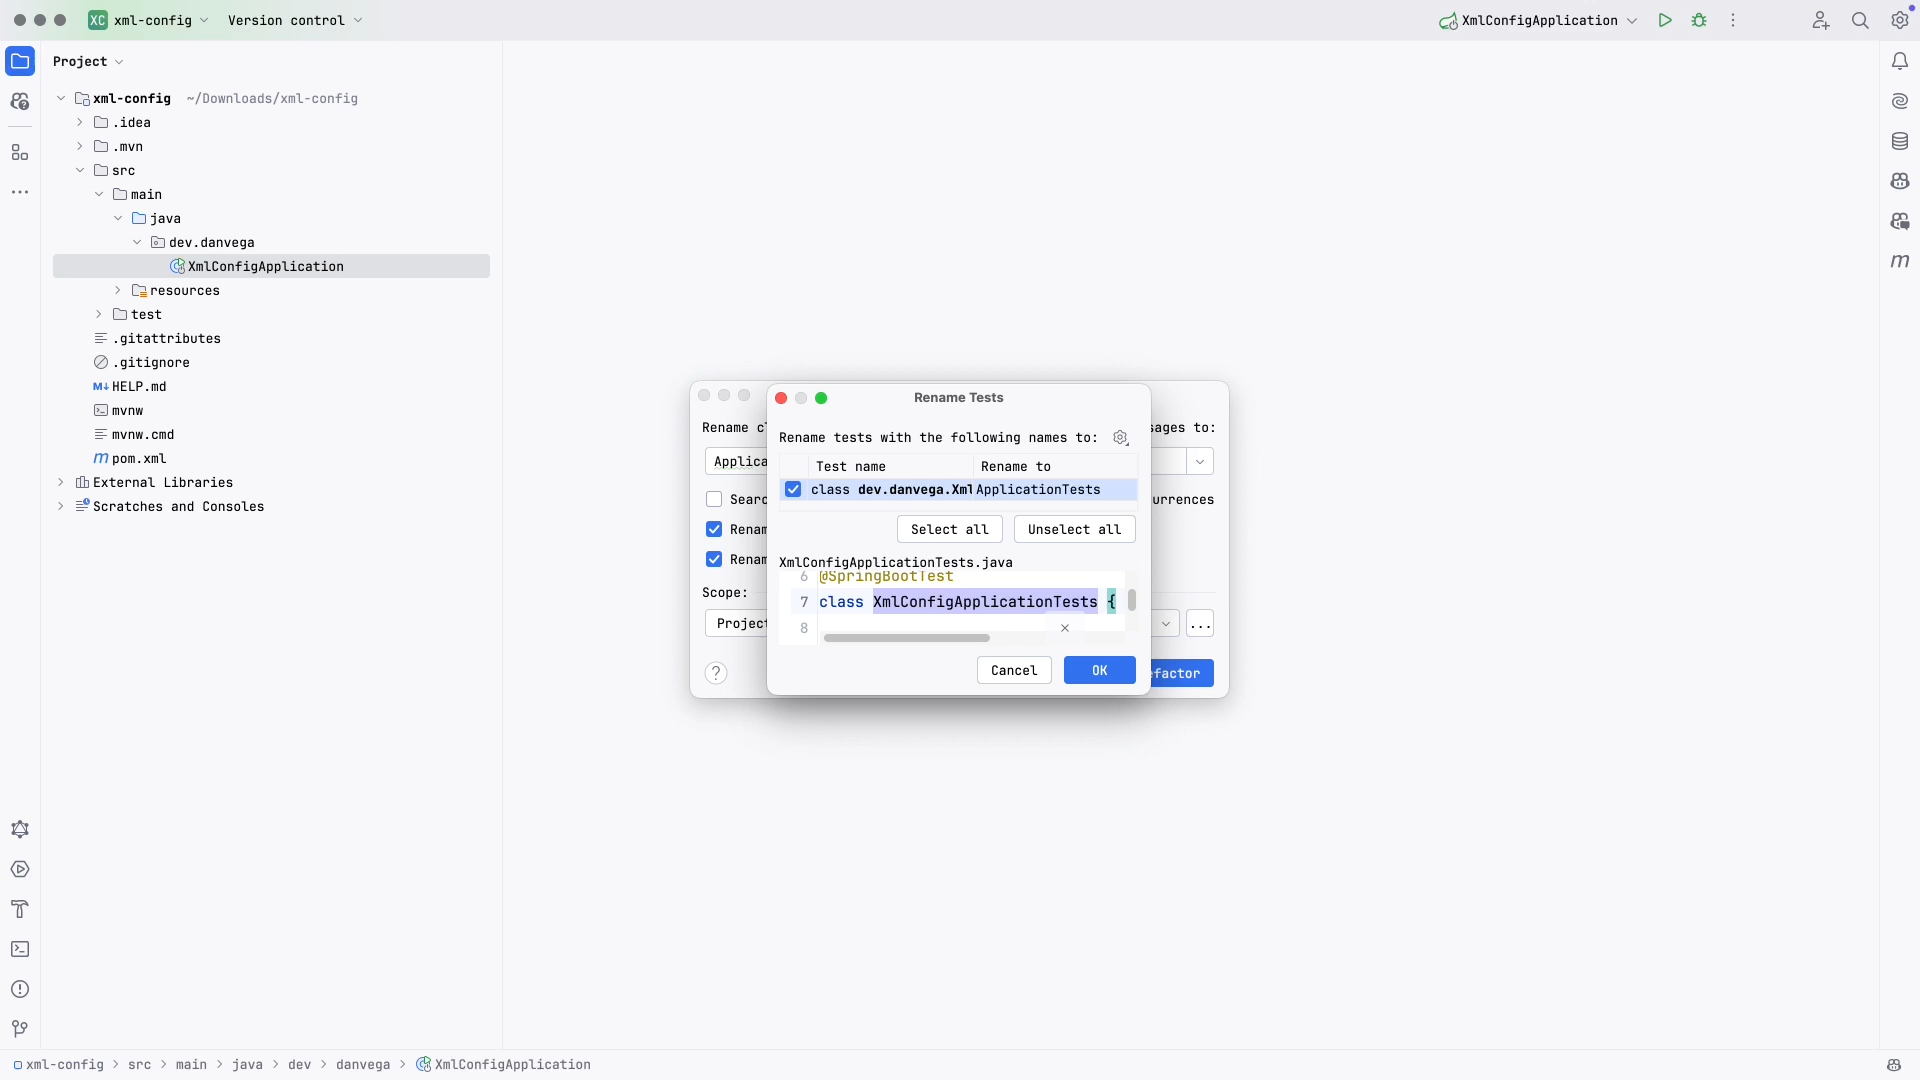 XC xml-config Version control XmlConfigApplication
Project
xml-config ~/Downloads/xml-config
.idea
.mvn
src
main
java
dev.danvega
XmlConfigApplication
resources
test
.gitattributes
.gitignore
M↓ HELP.md
mvnw
mvnw.cmd
m pom.xml
External Libraries
Scratches and Consoles
m
Rename Tests
Rename cl
sages to:
Applica
Searc
urrences
Renam
Renam
Scope:
Project
...
?
efactor
Rename tests with the following names to:
Test name Rename to
class dev.danvega.Xml ApplicationTests
Select all Unselect all
XmlConfigApplicationTests.java
6 @SpringBootTest
7 class XmlConfigApplicationTests {
8
Cancel OK
xml-config > src > main > java > dev > danvega > XmlConfigApplication